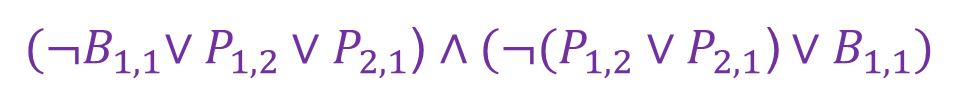 (¬B₁,₁∨ P₁,₂ ∨ P₂,₁) ∧ (¬(P₁,₂ ∨ P₂,₁) ∨ B₁,₁)